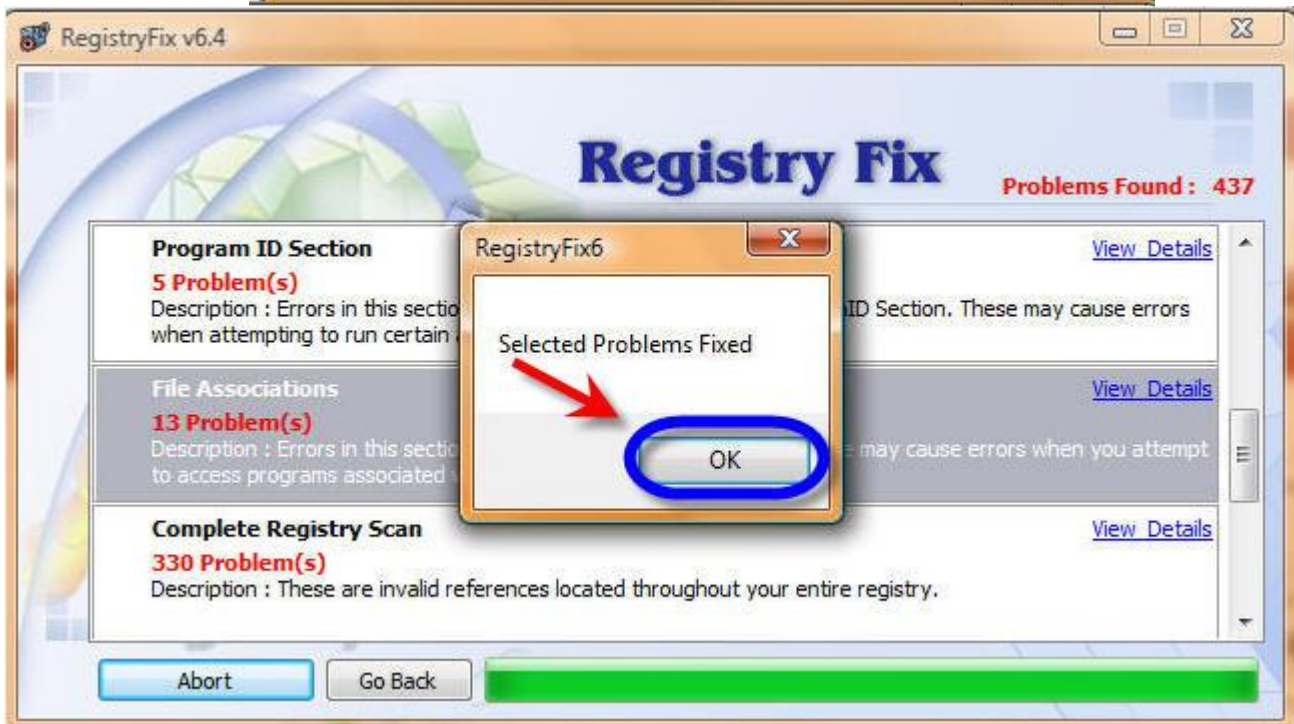 RegistryFix v6.4
Registry Fix
Problems Found : 437
Program ID Section
View Details
5 Problem(s)
Description : Errors in this sectio
ID Section. These may cause errors
when attempting to run certain
File Associations
View Details
13 Problem(s)
Description : Errors in this sectio
may cause errors when you attempt
to access programs associated
Complete Registry Scan
View Details
330 Problem(s)
Description : These are invalid references located throughout your entire registry.
RegistryFix6
Selected Problems Fixed
OK
Abort
Go Back